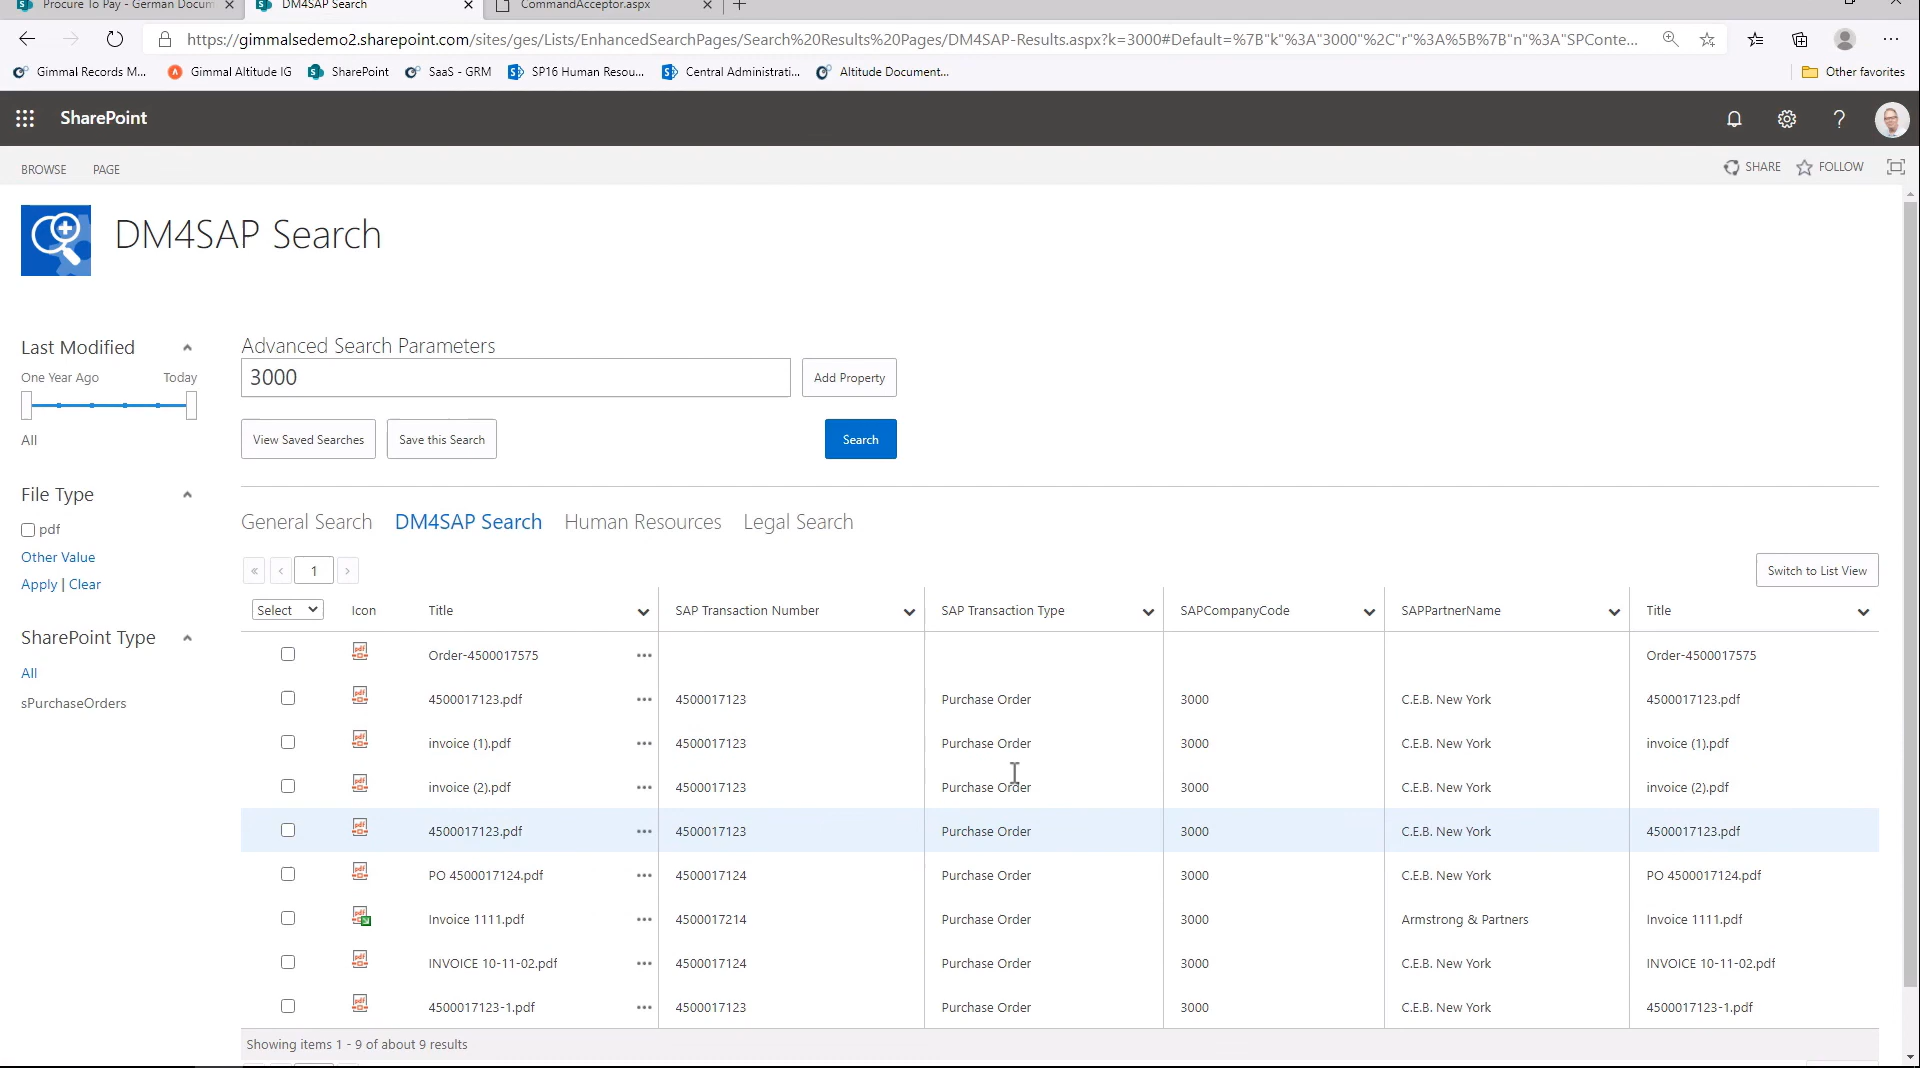 Procure To Pay - German Docum
DM4SAP Search
CommandAcceptor.aspx
https://gimmalsedemo2.sharepoint.com/sites/ges/Lists/EnhancedSearchPages/Search%20Results%20Pages/DM4SAP-Results.aspx?k=3000#Default=%7B"k"%3A"3000"%2C"r"%3A%5B%7B"n"%3A"SPConte...
Gimmal Records M... Gimmal Altitude IG SharePoint SaaS - GRM SP16 Human Resou... Central Administrati... Altitude Document... Other favorites
SharePoint
BROWSE PAGE SHARE FOLLOW
DM4SAP Search
Last Modified
One Year Ago Today
All
File Type
pdf
Other Value
Apply | Clear
SharePoint Type
All
sPurchaseOrders
Advanced Search Parameters
3000 Add Property
View Saved Searches Save this Search Search
General Search DM4SAP Search Human Resources Legal Search
« < 1 > Switch to List View
Select Icon Title SAP Transaction Number SAP Transaction Type SAPCompanyCode SAPPartnerName Title
Order-4500017575 Order-4500017575
4500017123.pdf 4500017123 Purchase Order 3000 C.E.B. New York 4500017123.pdf
invoice (1).pdf 4500017123 Purchase Order 3000 C.E.B. New York invoice (1).pdf
invoice (2).pdf 4500017123 Purchase Order 3000 C.E.B. New York invoice (2).pdf
4500017123.pdf 4500017123 Purchase Order 3000 C.E.B. New York 4500017123.pdf
PO 4500017124.pdf 4500017124 Purchase Order 3000 C.E.B. New York PO 4500017124.pdf
Invoice 1111.pdf 4500017214 Purchase Order 3000 Armstrong & Partners Invoice 1111.pdf
INVOICE 10-11-02.pdf 4500017124 Purchase Order 3000 C.E.B. New York INVOICE 10-11-02.pdf
4500017123-1.pdf 4500017123 Purchase Order 3000 C.E.B. New York 4500017123-1.pdf
Showing items 1 - 9 of about 9 results